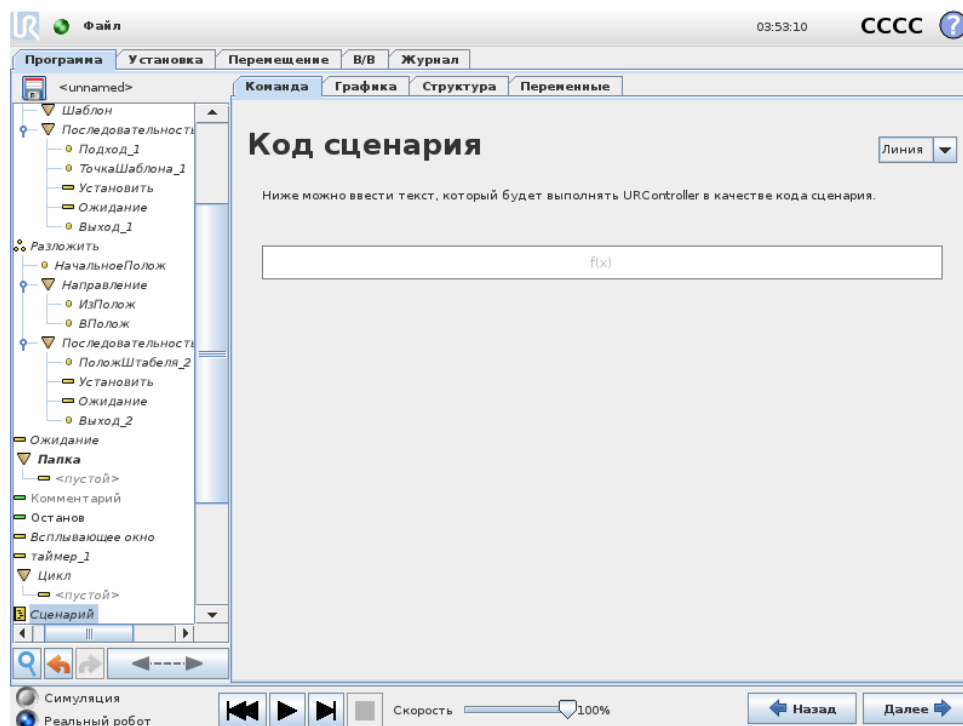 UR Файл 03:53:10 CCCC ?
Программа Установка Перемещение В/В Журнал
<unnamed> Команда Графика Структура Переменные
Шаблон
Последовательность
Подход_1
ТочкаШаблона_1
Установить
Ожидание
Выход_1
Разложить
НачальноеПолож
Направление
ИзПолож
ВПолож
Последовательность
ПоложШтабеля_2
Установить
Ожидание
Выход_2
Ожидание
Папка
<пустой>
Комментарий
Останов
Всплывающее окно
таймер_1
Цикл
<пустой>
Сценарий
Код сценария
Линия
Ниже можно ввести текст, который будет выполнять URController в качестве кода сценария.
f(x)
Симуляция
Реальный робот
Скорость 100%
Назад Далее